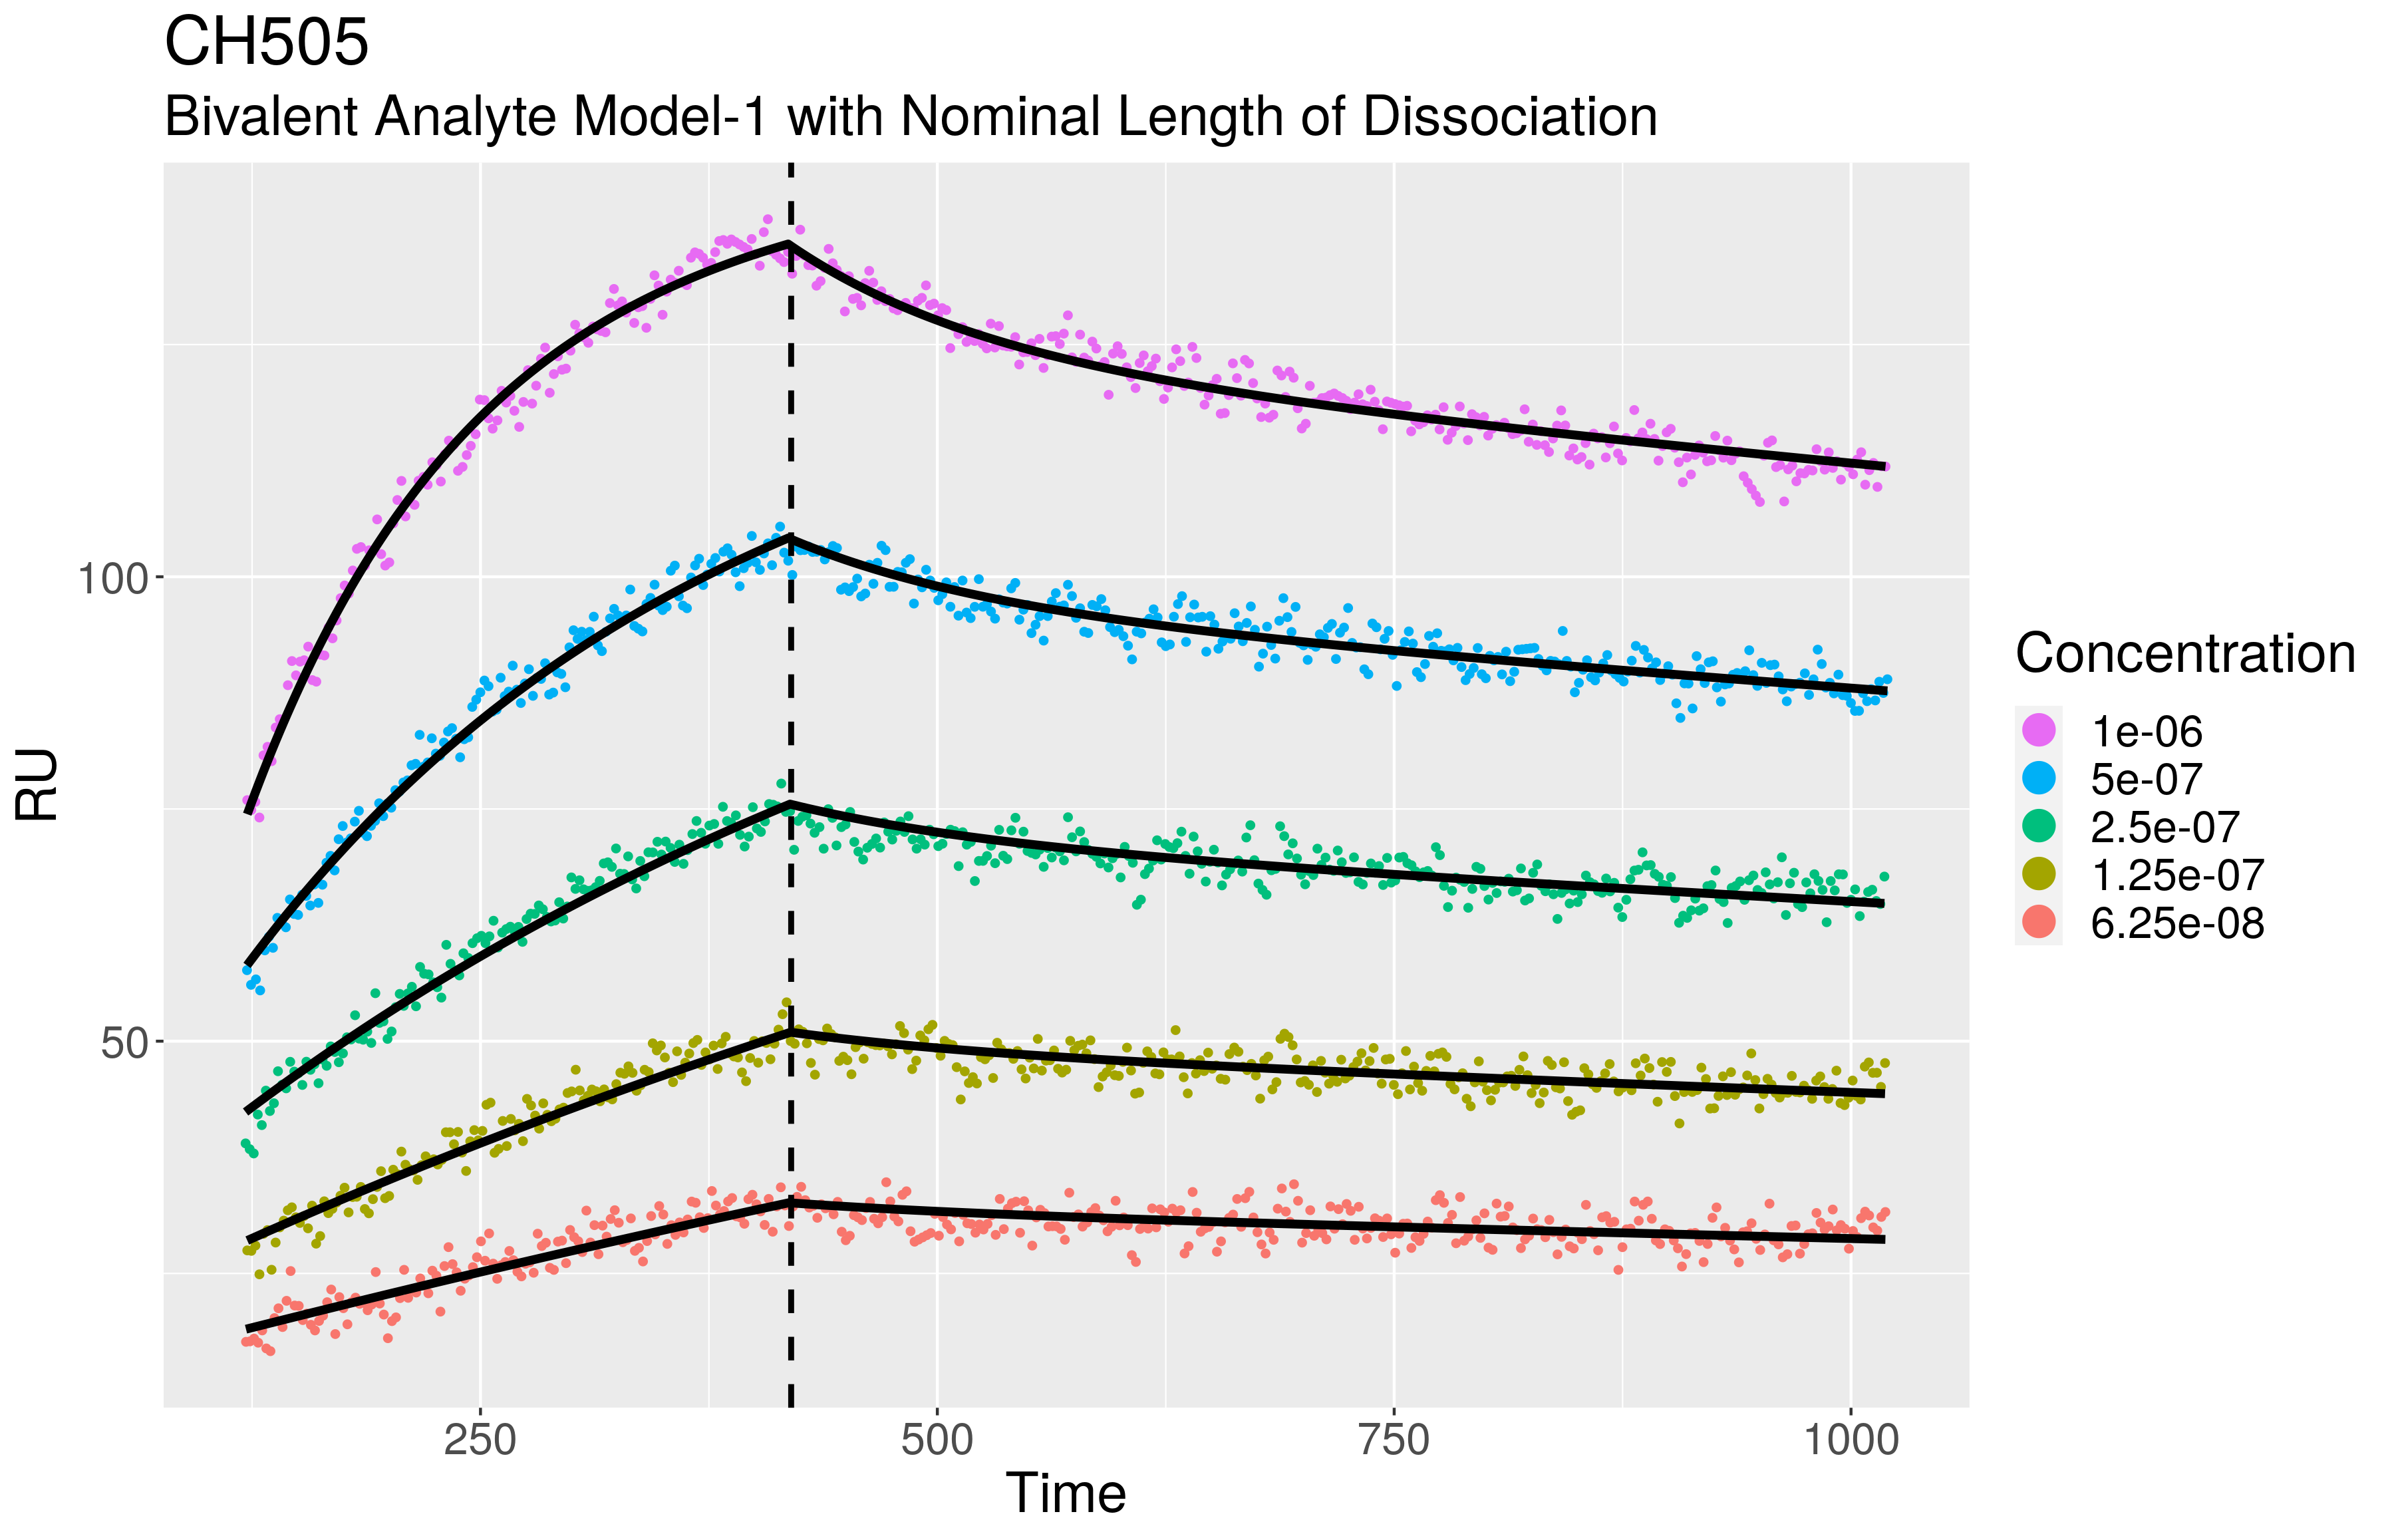 CH505
Bivalent Analyte Model-1 with Nominal Length of Dissociation
RU
100
50
250 500 750 1000
Time
Concentration
1e-06
5e-07
2.5e-07
1.25e-07
6.25e-08